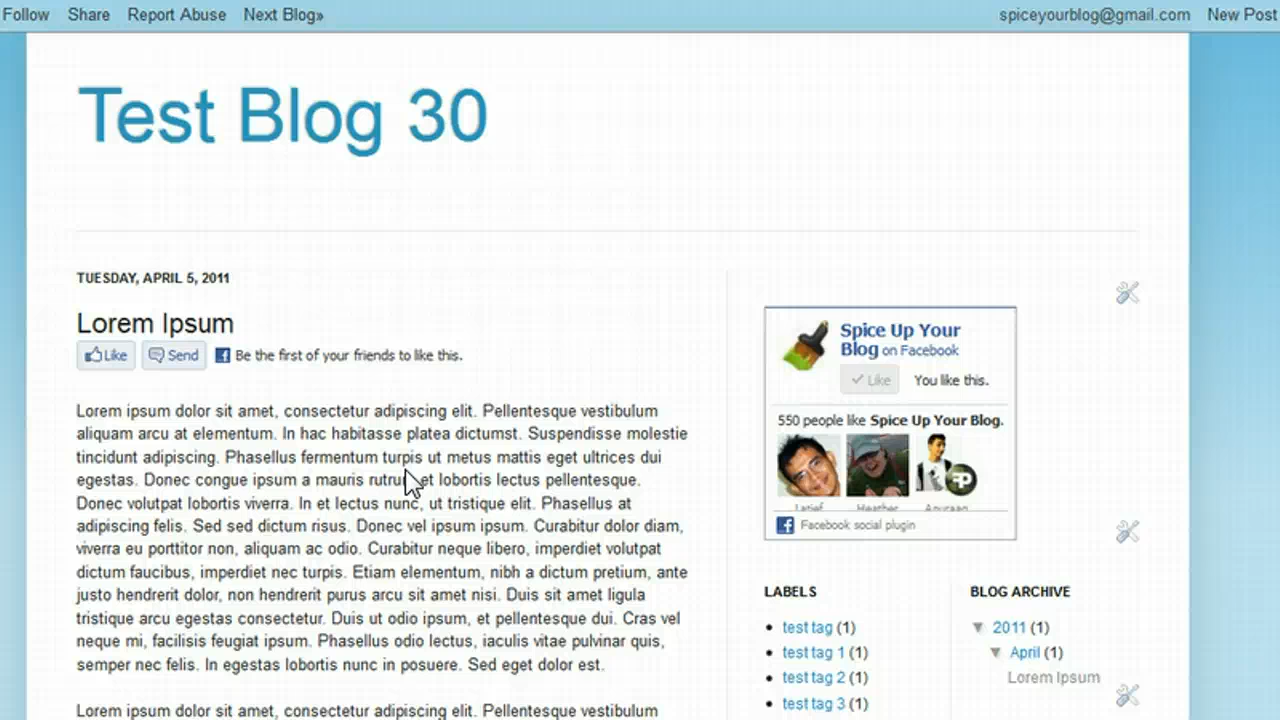 Follow Share Report Abuse Next Blog» spiceyourblog@gmail.com New Post
Test Blog 30
TUESDAY, APRIL 5, 2011
Lorem Ipsum
Like Send Be the first of your friends to like this.
Lorem ipsum dolor sit amet, consectetur adipiscing elit. Pellentesque vestibulum
aliquam arcu at elementum. In hac habitasse platea dictumst. Suspendisse molestie
tincidunt adipiscing. Phasellus fermentum turpis ut metus mattis eget ultrices dui
egestas. Donec congue ipsum a mauris rutrum et lobortis lectus pellentesque.
Donec volutpat lobortis viverra. In et lectus nunc, ut tristique elit. Phasellus at
adipiscing felis. Sed sed dictum risus. Donec vel ipsum ipsum. Curabitur dolor diam,
viverra eu porttitor non, aliquam ac odio. Curabitur neque libero, imperdiet volutpat
dictum faucibus, imperdiet nec turpis. Etiam elementum, nibh a dictum pretium, ante
justo hendrerit dolor, non hendrerit purus arcu sit amet nisi. Duis sit amet ligula
tristique arcu egestas consectetur. Duis ut odio ipsum, et pellentesque dui. Cras vel
neque mi, facilisis feugiat ipsum. Phasellus odio lectus, iaculis vitae pulvinar quis,
semper nec felis. In egestas lobortis nunc in posuere. Sed eget dolor est.
Lorem ipsum dolor sit amet, consectetur adipiscing elit. Pellentesque vestibulum
Spice Up Your
Blog on Facebook
Like You like this.
550 people like Spice Up Your Blog.
Latief Heather Anuraag
Facebook social plugin
LABELS
test tag (1)
test tag 1 (1)
test tag 2 (1)
test tag 3 (1)
BLOG ARCHIVE
2011 (1)
April (1)
Lorem Ipsum